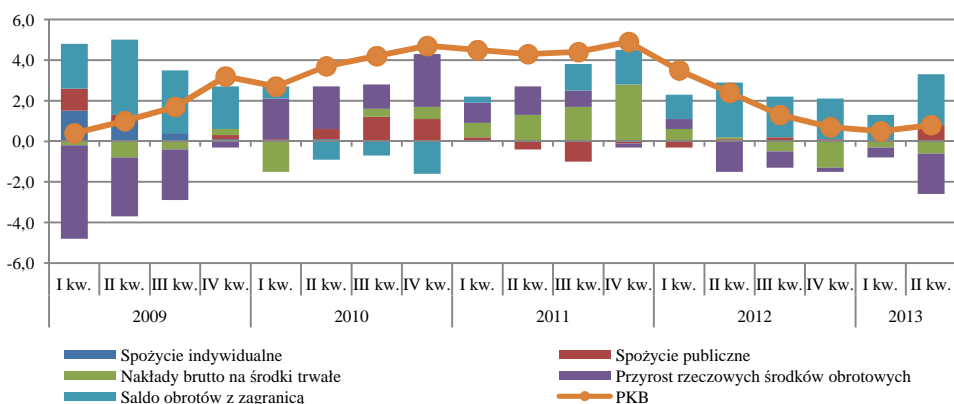 6,0
4,0
2,0
0,0
-2,0
-4,0
-6,0
I kw. II kw. III kw. IV kw. I kw. II kw. III kw. IV kw. I kw. II kw. III kw. IV kw. I kw. II kw. III kw. IV kw. I kw. II kw.
2009 2010 2011 2012 2013
Spożycie indywidualne Spożycie publiczne
Nakłady brutto na środki trwałe Przyrost rzeczowych środków obrotowych
Saldo obrotów z zagranicą PKB